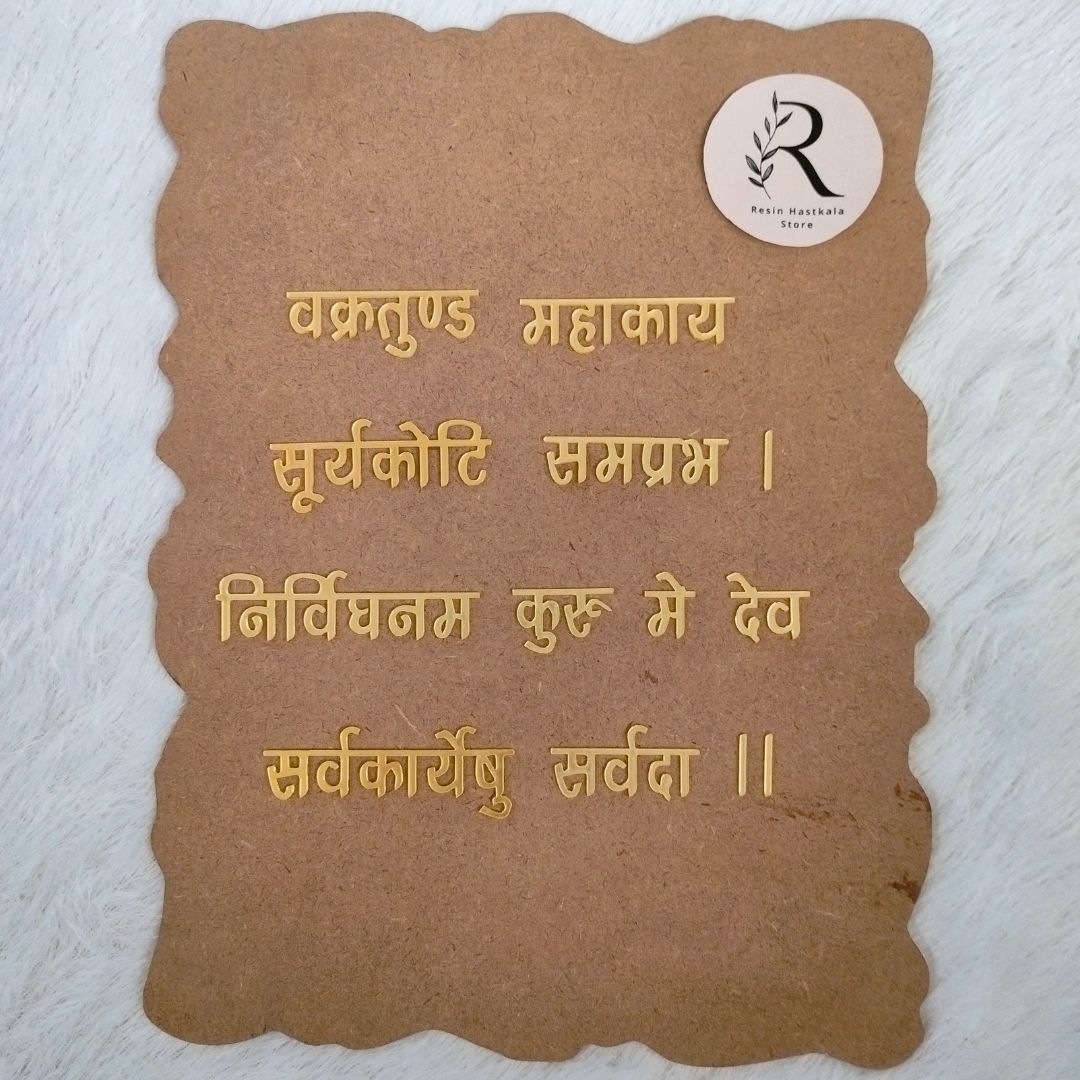 R
Resin Hastkala
Store
वक्रतुण्ड महाकाय
सूर्यकोटि समप्रभ ।
निर्विघनम कुरू मे देव
सर्वकार्येषु सर्वदा ॥